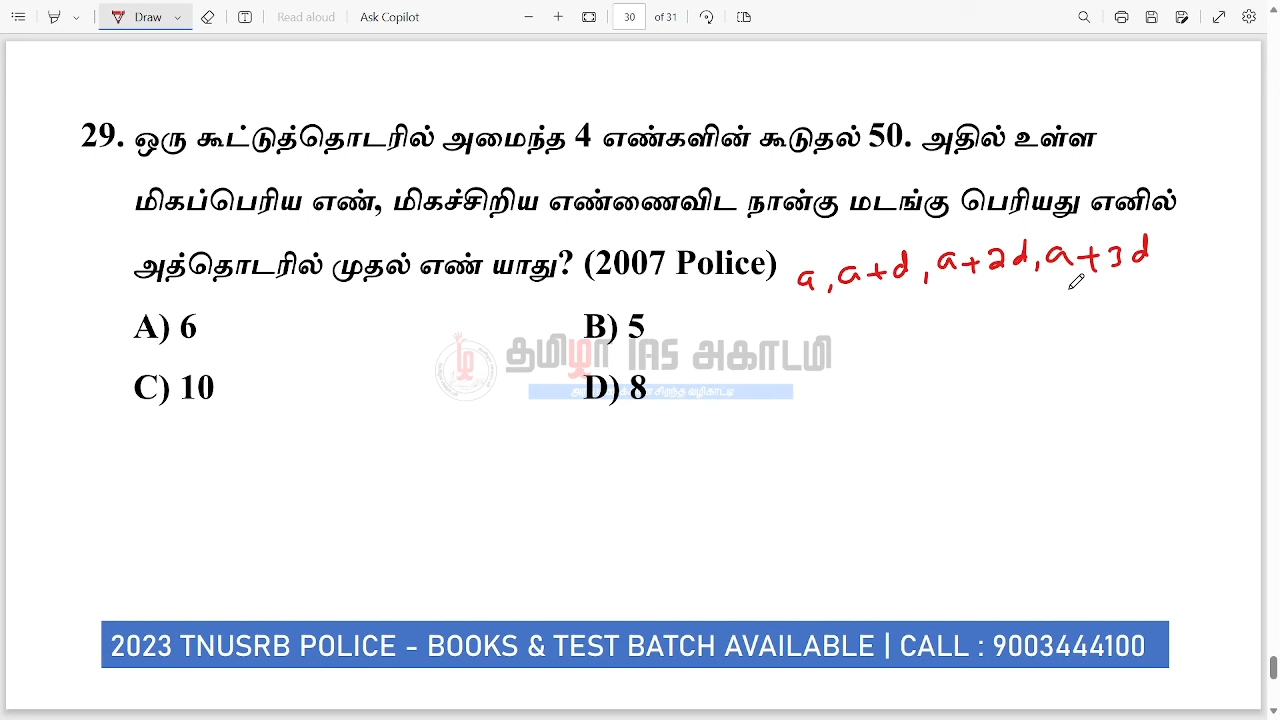 Draw
Read aloud
Ask Copilot
30 of 31
29. ஒரு கூட்டுத்தொடரில் அமைந்த 4 எண்களின் கூடுதல் 50. அதில் உள்ள
மிகப்பெரிய எண், மிகச்சிறிய எண்ணைவிட நான்கு மடங்கு பெரியது எனில்
அத்தொடரில் முதல் எண் யாது? (2007 Police) a, a+d, a+2d, a+3d
A) 6 B) 5
தமிழா IAS அகாடமி
C) 10 D) 8
2023 TNUSRB POLICE - BOOKS & TEST BATCH AVAILABLE | CALL : 9003444100